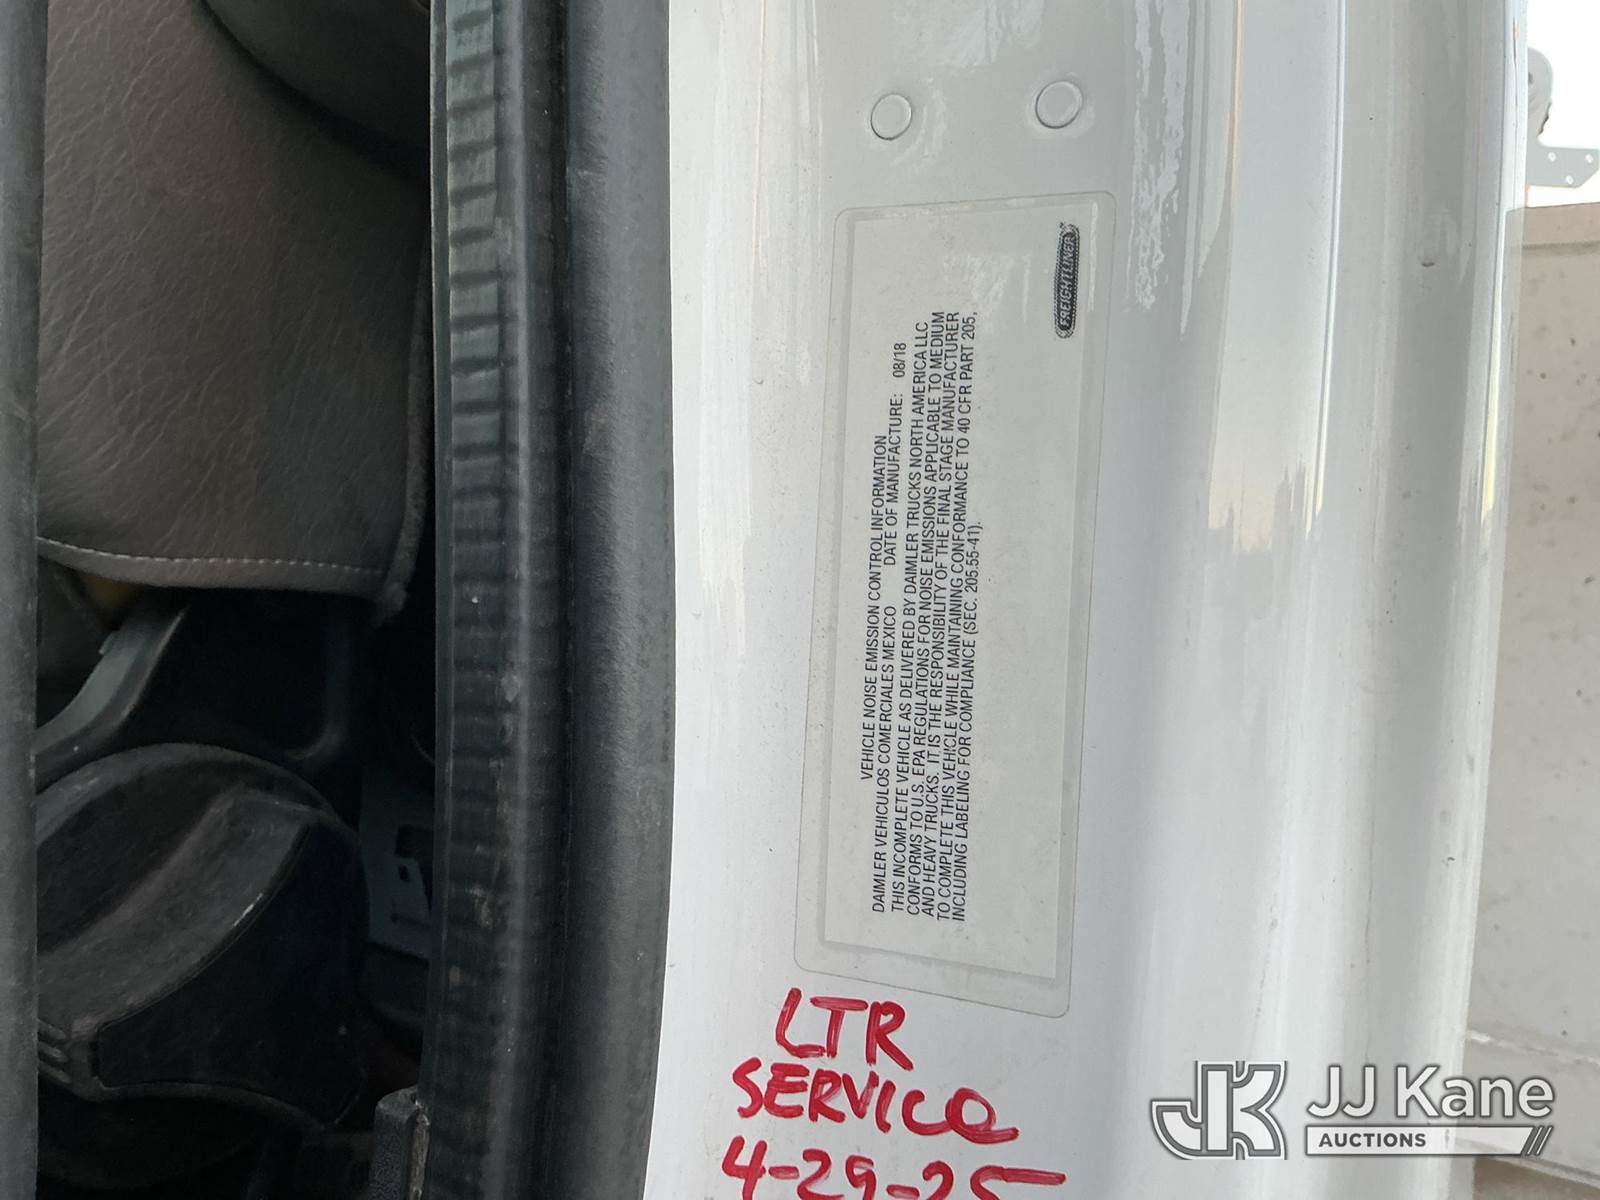 FREIGHTLINER
VEHICLE NOISE EMISSION CONTROL INFORMATION
DAIMLER VEHICULOS COMERCIALES MEXICO DATE OF MANUFACTURE: 08/18
THIS INCOMPLETE VEHICLE AS DELIVERED BY DAIMLER TRUCKS NORTH AMERICA LLC
CONFORMS TO U.S. EPA REGULATIONS FOR NOISE EMISSIONS APPLICABLE TO MEDIUM
AND HEAVY TRUCKS. IT IS THE RESPONSIBILITY OF THE FINAL STAGE MANUFACTURER
TO COMPLETE THIS VEHICLE WHILE MAINTAINING CONFORMANCE TO 40 CFR PART 205,
INCLUDING LABELING FOR COMPLIANCE (SEC. 205.55-41).
LTR
SERVICE
4-29-25
JK JJ Kane
AUCTIONS